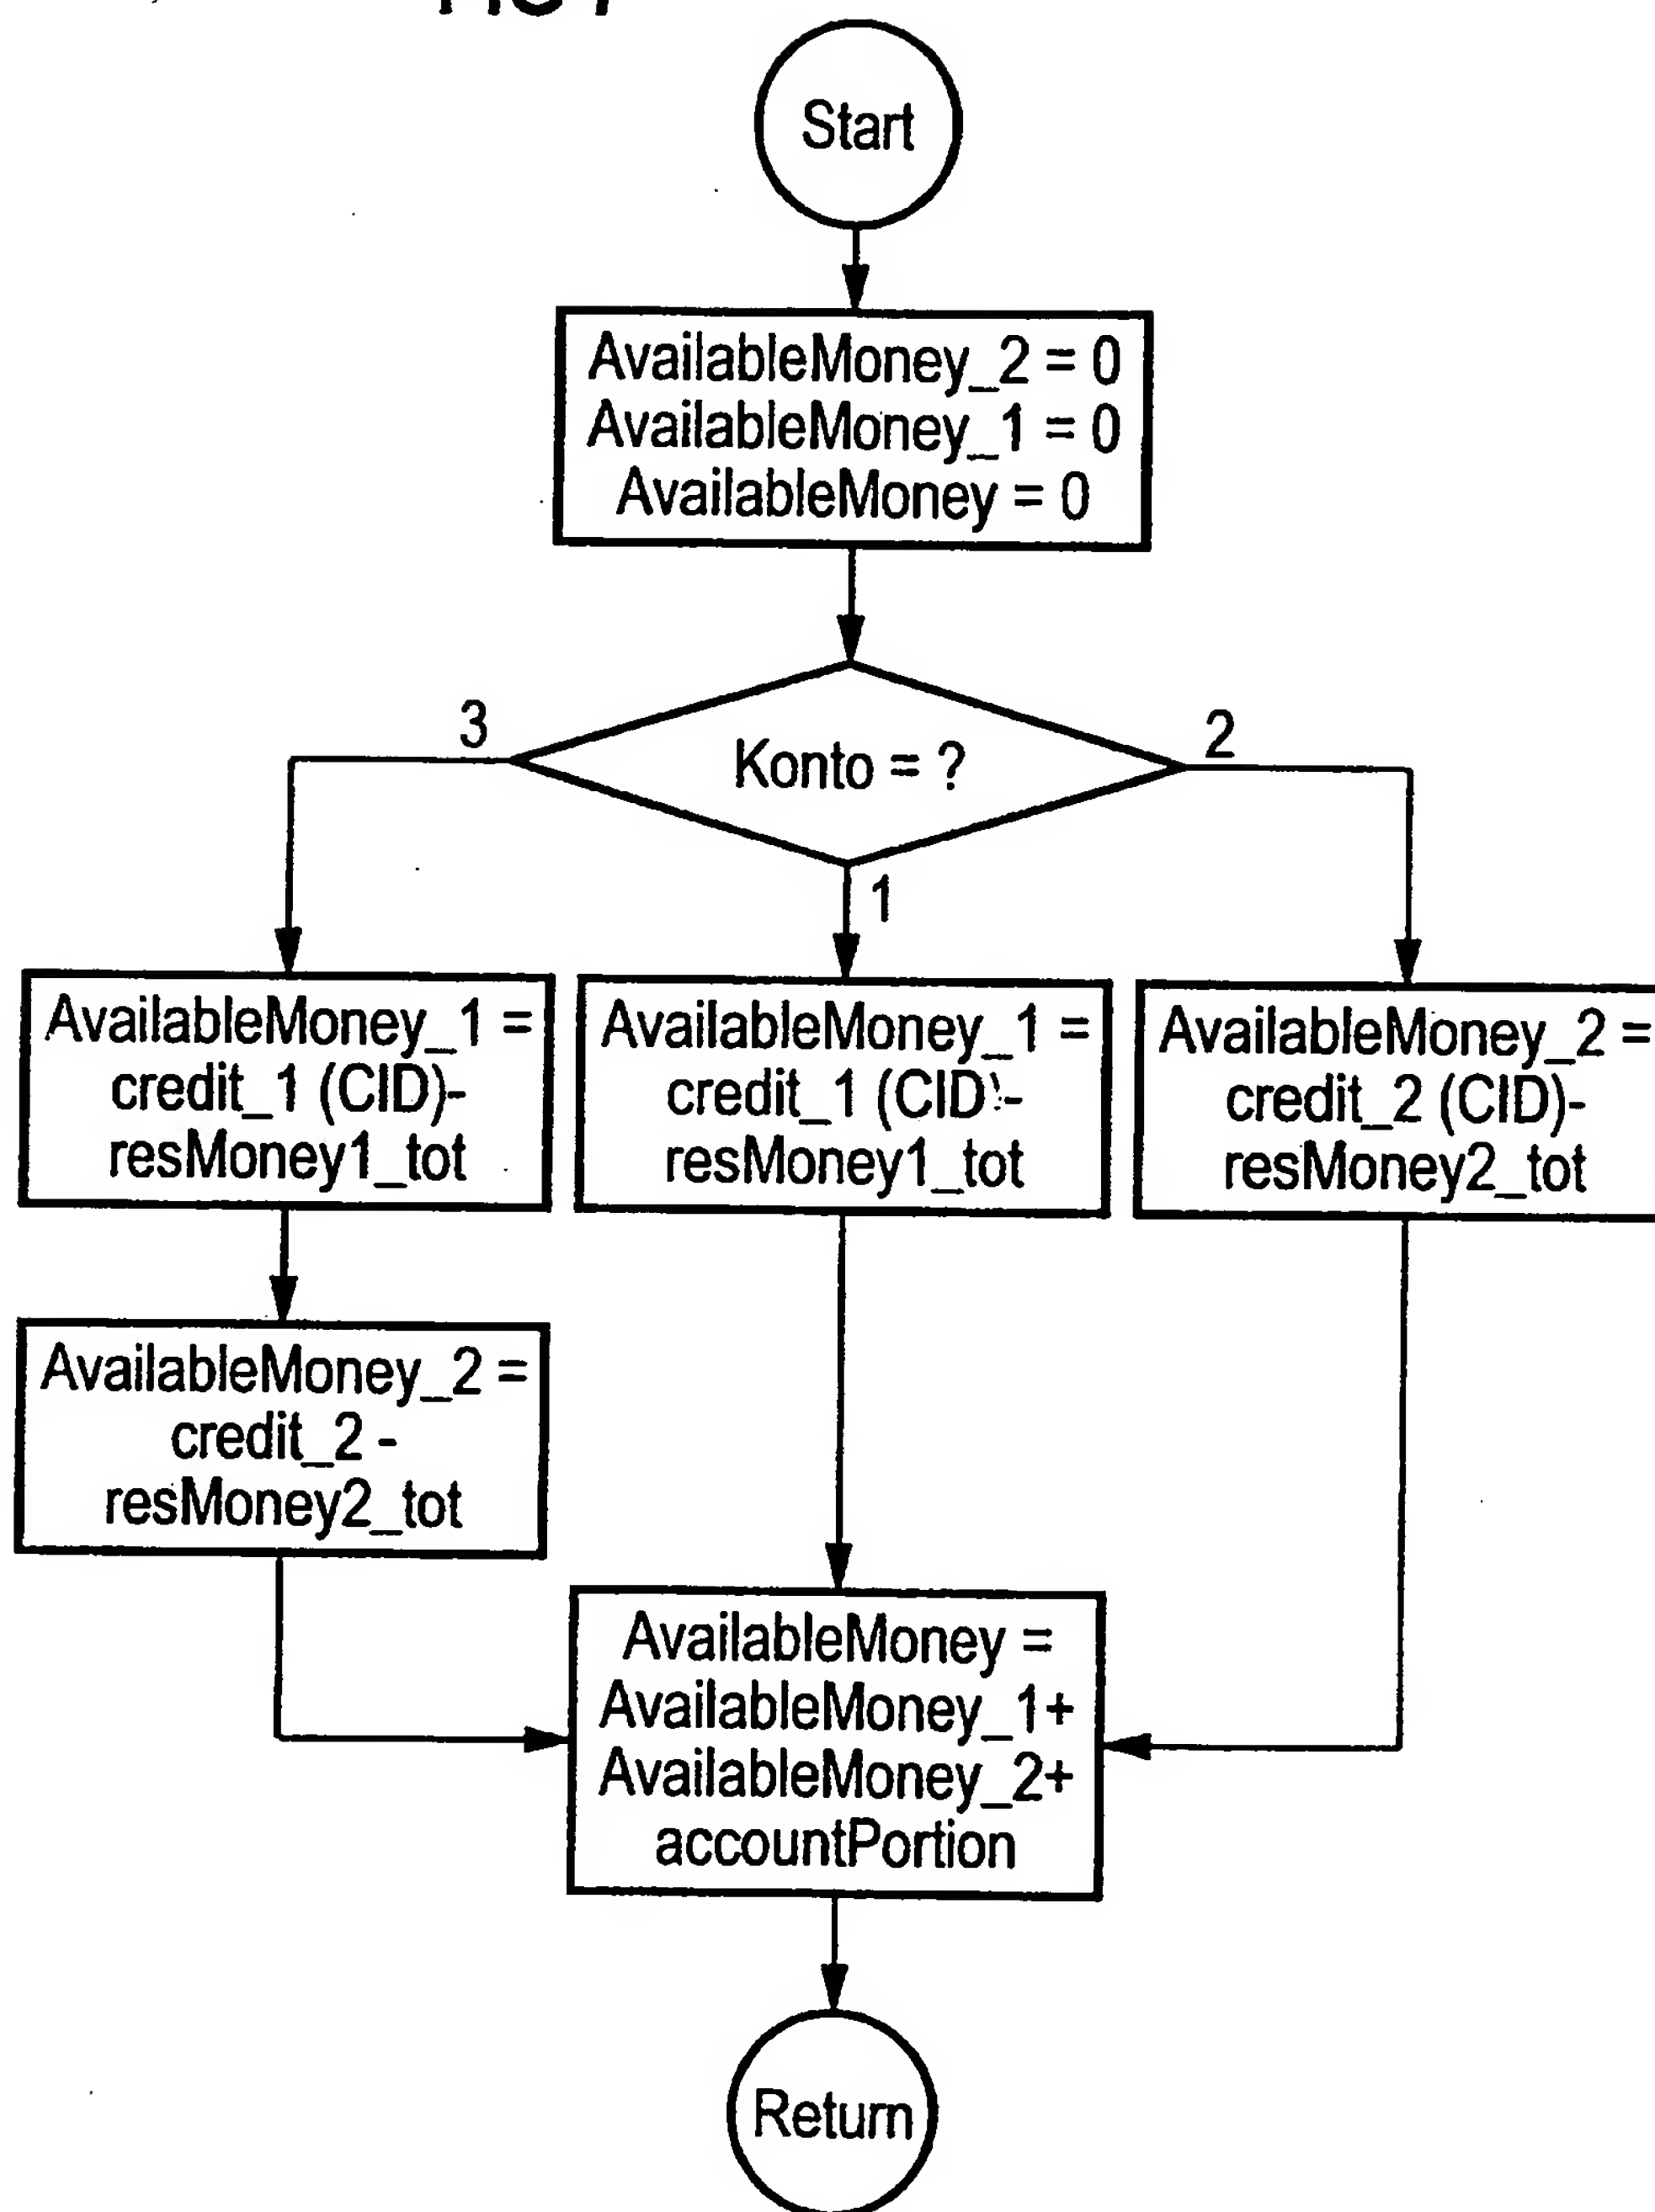 Start
AvailableMoney_2 = 0
AvailableMoney_1 = 0
AvailableMoney = 0
3
Konto = ?
2
1
AvailableMoney_1 =
credit_1 (CID)-
resMoney1_tot
AvailableMoney_1 =
credit_1 (CID)-
resMoney1_tot
AvailableMoney_2 =
credit_2 (CID)-
resMoney2_tot
AvailableMoney_2 =
credit_2 -
resMoney2_tot
AvailableMoney =
AvailableMoney_1+
AvailableMoney_2+
accountPortion
Return